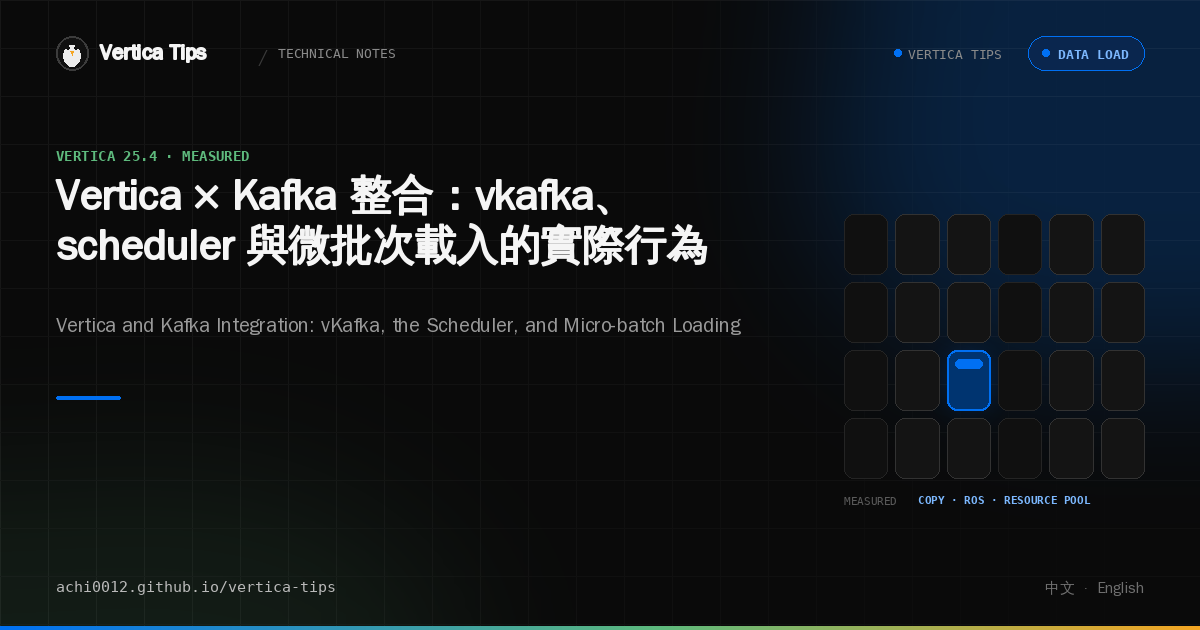 Vertica Tips / TECHNICAL NOTES
VERTICA TIPS
DATA LOAD
VERTICA 25.4 · MEASURED
Vertica × Kafka 整合：vkafka、
scheduler 與微批次載入的實際行為
Vertica and Kafka Integration: vKafka, the Scheduler, and Micro-batch Loading
MEASURED COPY · ROS · RESOURCE POOL
achi0012.github.io/vertica-tips
中文 · English